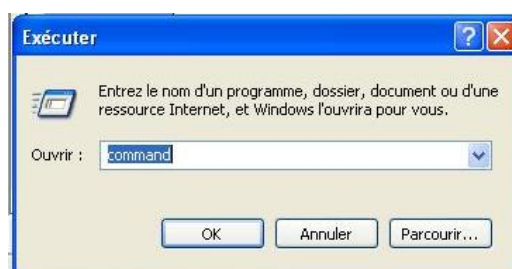 Exécuter
Entrez le nom d'un programme, dossier, document ou d'une
ressource Internet, et Windows l'ouvrira pour vous.
Ouvrir : command
OK Annuler Parcourir...